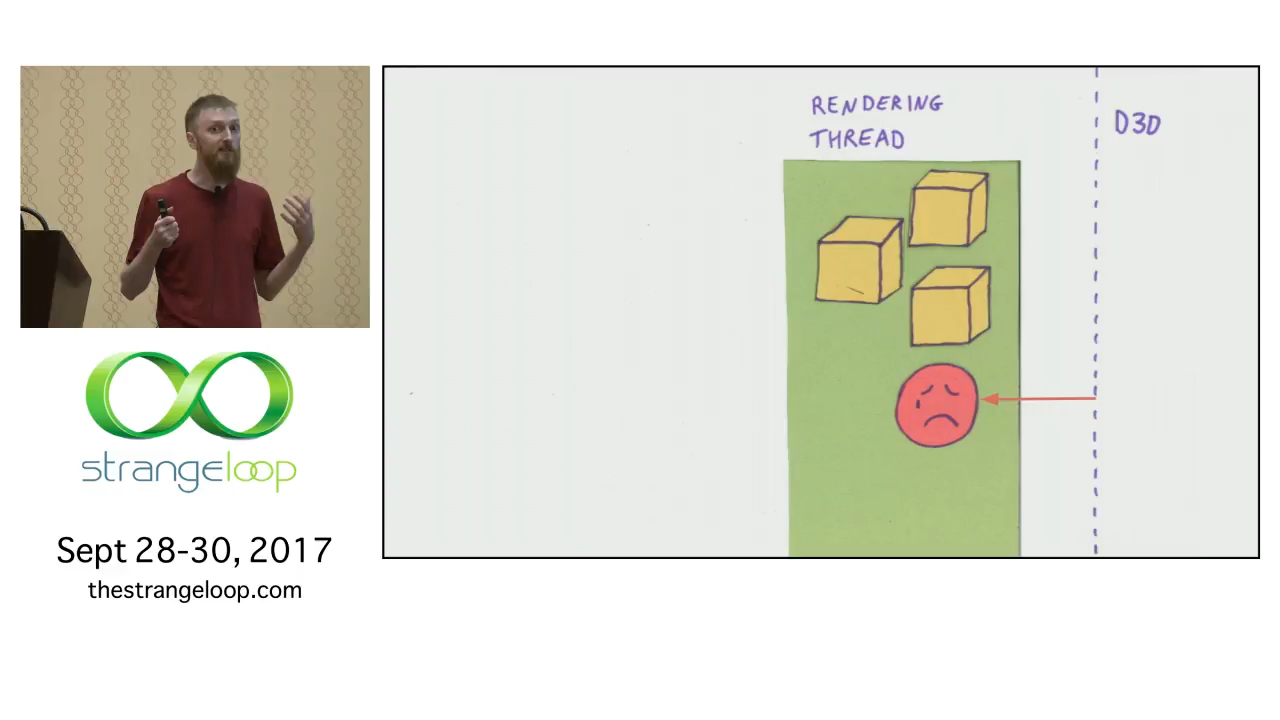 RENDERING
THREAD
D3D
strangeloop
Sept 28-30, 2017
thestrangeloop.com